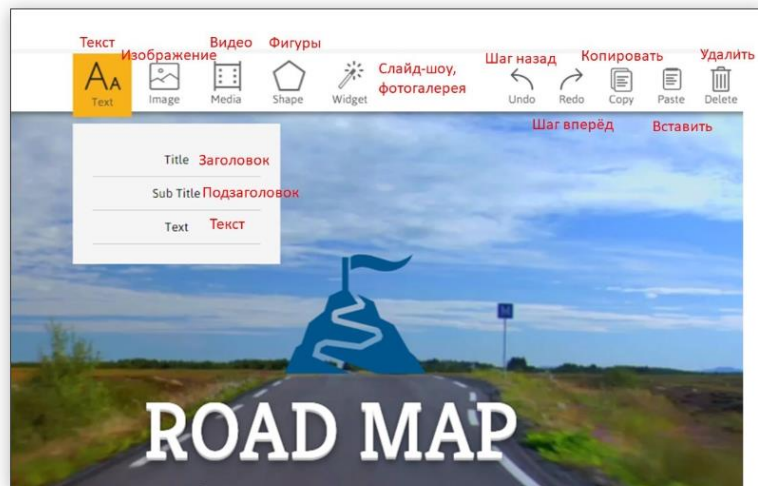 Текст
Изображение
Видео
Фигуры
Слайд-шоу,
фотогалерея
Шаг назад
Копировать
Удалить
Text
Image
Media
Shape
Widget
Undo
Redo
Copy
Paste
Delete
Шаг вперёд
Вставить
Title Заголовок
Sub Title Подзаголовок
Text Текст
M
ROAD MAP